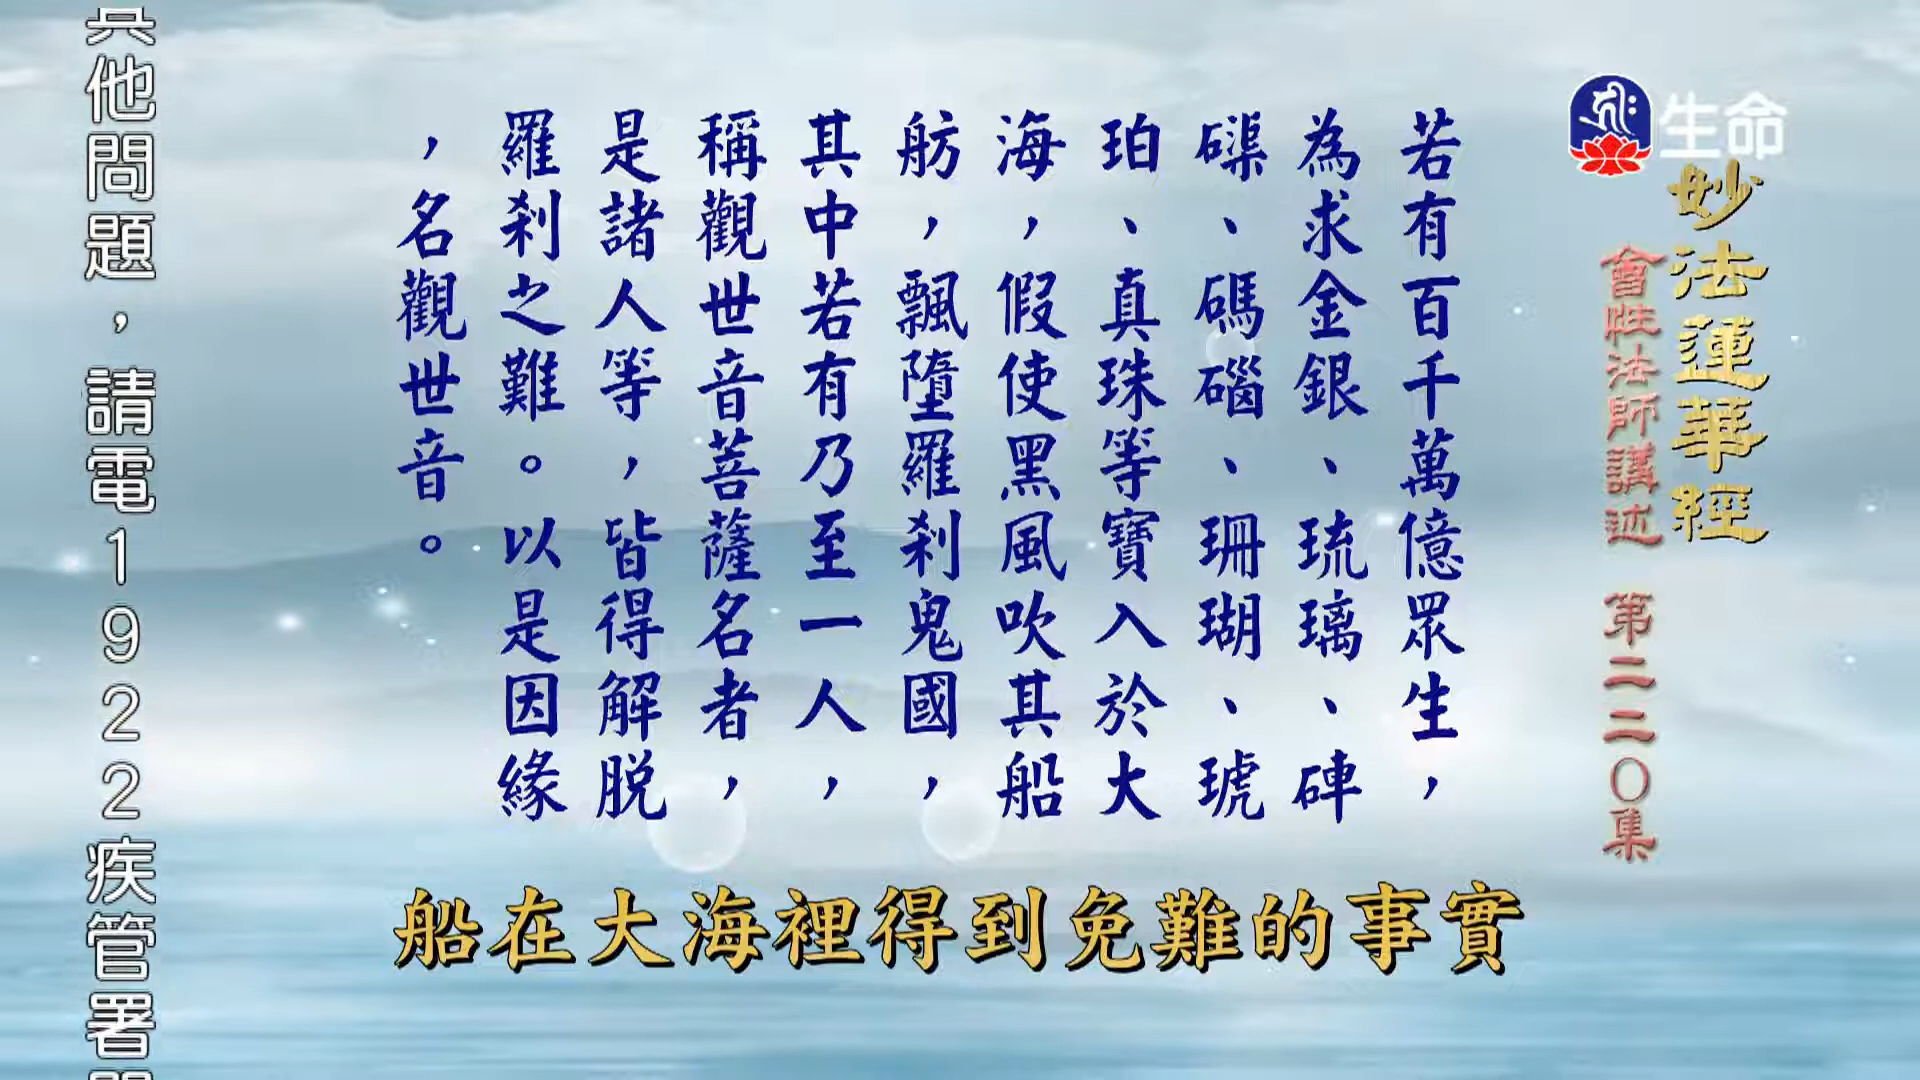 生命
妙法蓮華經
會性法師講述 第二二〇集
若有百千萬億眾生，
為求金銀、琉璃、硨
磲、碼碯、珊瑚、琥
珀、真珠等寶入於大
海，假使黑風吹其船
舫，飄墮羅剎鬼國，
其中若有乃至一人，
稱觀世音菩薩名者，
是諸人等，皆得解脱
羅剎之難。以是因緣
，名觀世音。
船在大海裡得到免難的事實
其他問題，請電1922疾管署